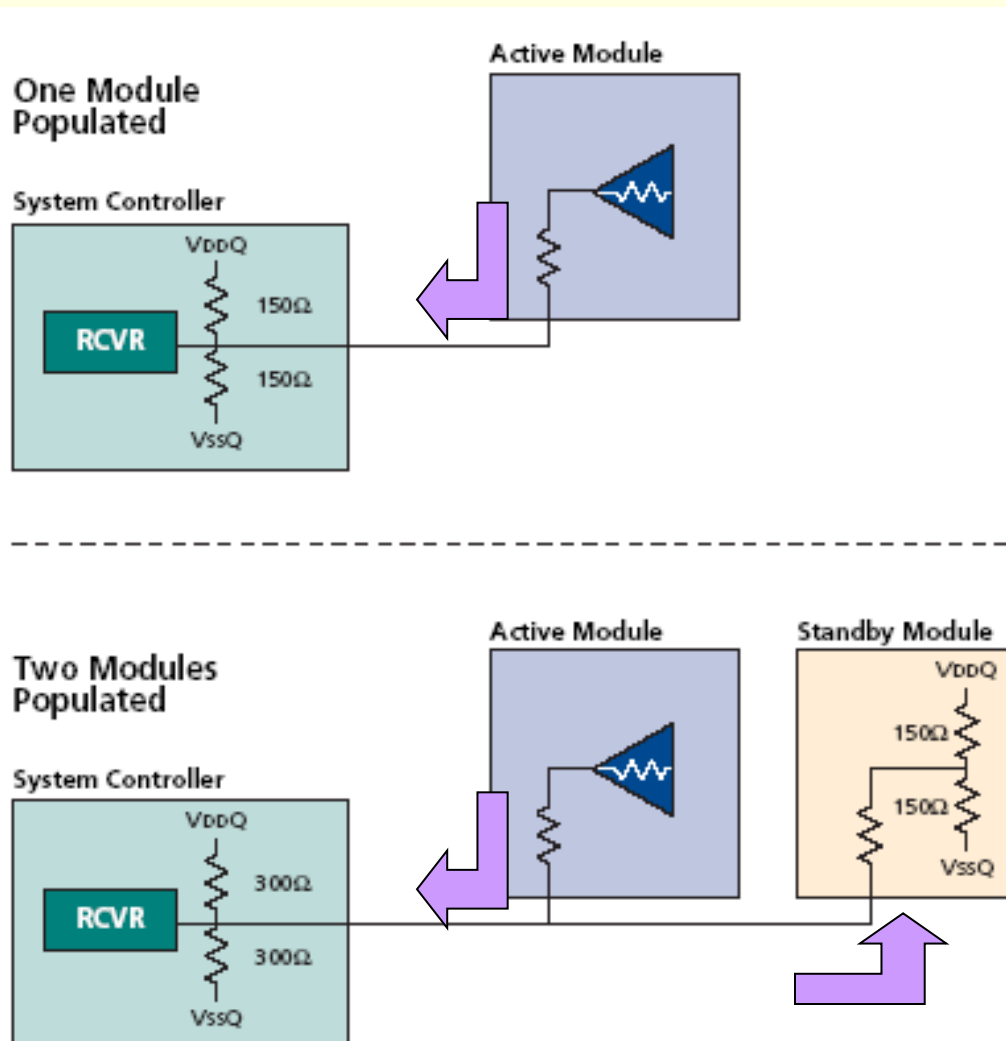 Active Module
One Module
Populated
System Controller
VDDQ
150Ω
RCVR
150Ω
VssQ
Active Module
Standby Module
Two Modules
Populated
VDDQ
150Ω
System Controller
150Ω
VDDQ
VssQ
300Ω
RCVR
300Ω
VssQ